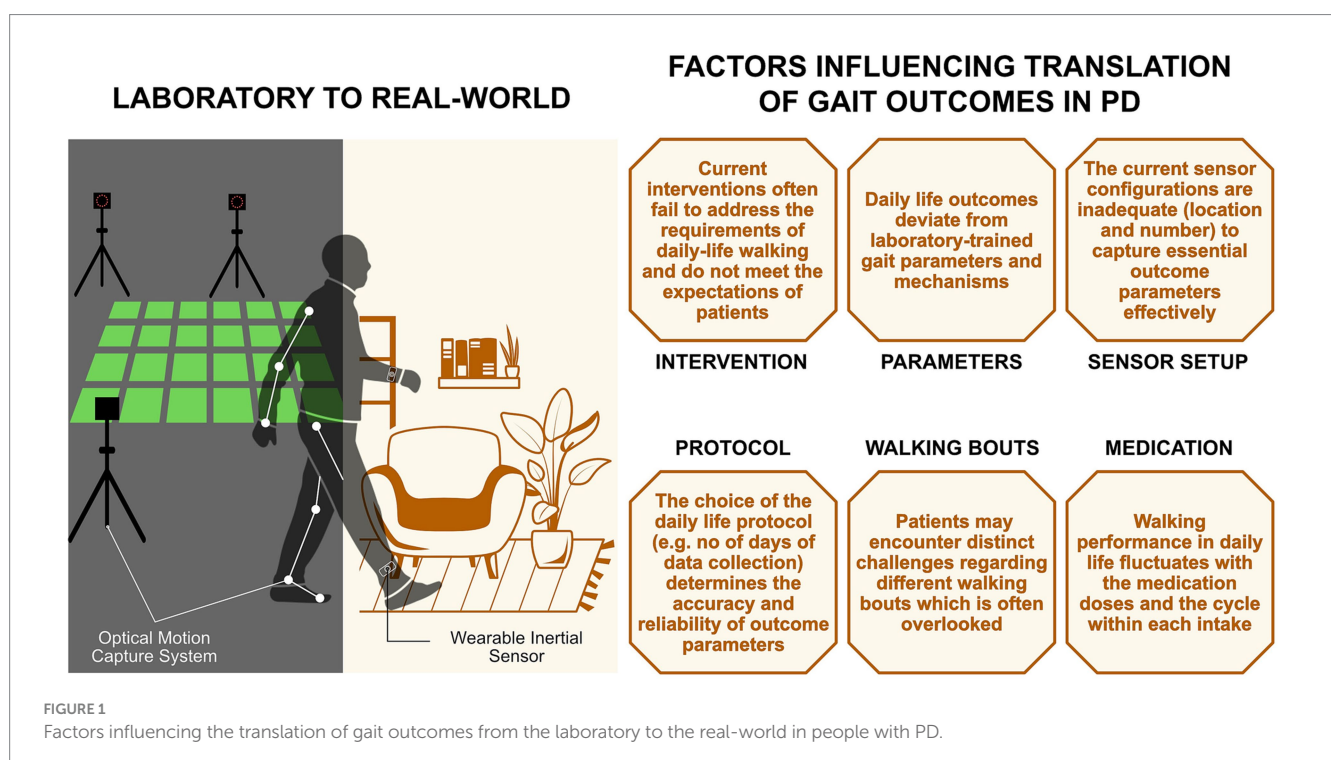 LABORATORY TO REAL-WORLD
Optical Motion
Capture System
Wearable Inertial
Sensor
FACTORS INFLUENCING TRANSLATION
OF GAIT OUTCOMES IN PD
Current
interventions often
fail to address the
requirements of
daily-life walking
and do not meet the
expectations of
patients
INTERVENTION
Daily life outcomes
deviate from
laboratory-trained
gait parameters and
mechanisms
PARAMETERS
The current sensor
configurations are
inadequate (location
and number) to
capture essential
outcome
parameters
effectively
SENSOR SETUP
PROTOCOL
The choice of the
daily life protocol
(e.g. no of days of
data collection)
determines the
accuracy and
reliability of outcome
parameters
WALKING BOUTS
Patients may
encounter distinct
challenges regarding
different walking
bouts which is often
overlooked
MEDICATION
Walking
performance in daily
life fluctuates with
the medication
doses and the cycle
within each intake
FIGURE 1
Factors influencing the translation of gait outcomes from the laboratory to the real-world in people with PD.